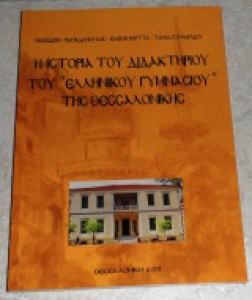 Η ΙΣΤΟΡΙΑ ΤΟΥ ΔΙΔΑΚΤΗΡΙΟΥ
ΤΟΥ "ΕΛΛΗΝΙΚΟΥ ΓΥΜΝΑΣΙΟΥ"
ΤΗΣ ΘΕΣΣΑΛΟΝΙΚΗΣ
ΘΕΣΣΑΛΟΝΙΚΗ